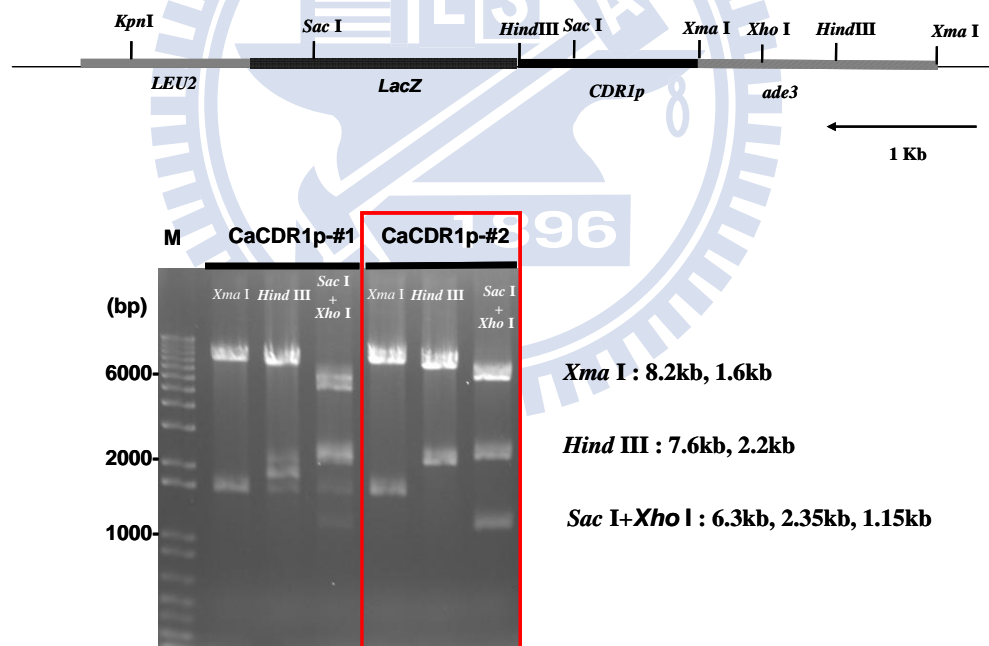 KpnI
Sac I
HindIII
Sac I
Xma I
Xho I
HindIII
Xma I
LEU2
LacZ
CDR1p
ade3
1 Kb
1896
M
CaCDR1p-#1
CaCDR1p-#2
(bp)
Xma I
Hind III
Sac I
+
Xho I
Xma I
Hind III
Sac I
+
Xho I
6000-
2000-
1000-
Xma I : 8.2kb, 1.6kb
Hind III : 7.6kb, 2.2kb
Sac I+Xho I : 6.3kb, 2.35kb, 1.15kb